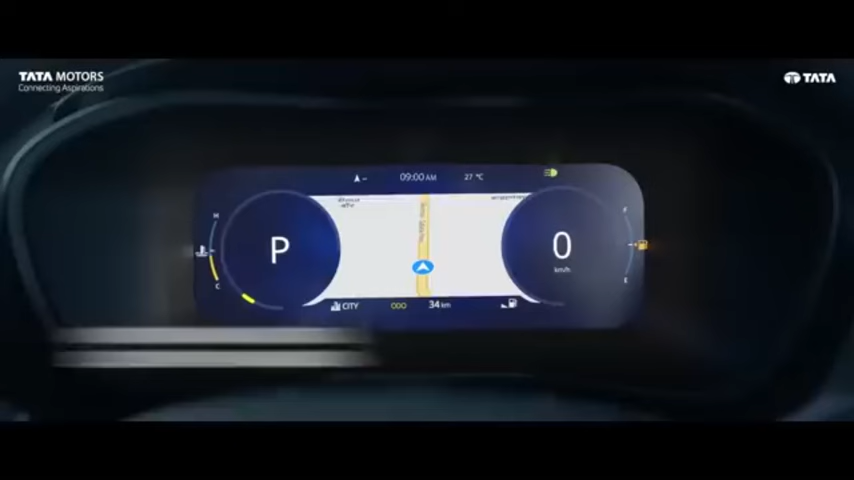 TATA MOTORS
Connecting Aspirations
TATA
09:00 AM
27 °C
H
F
P
0
km/h
C
E
CITY
34 km